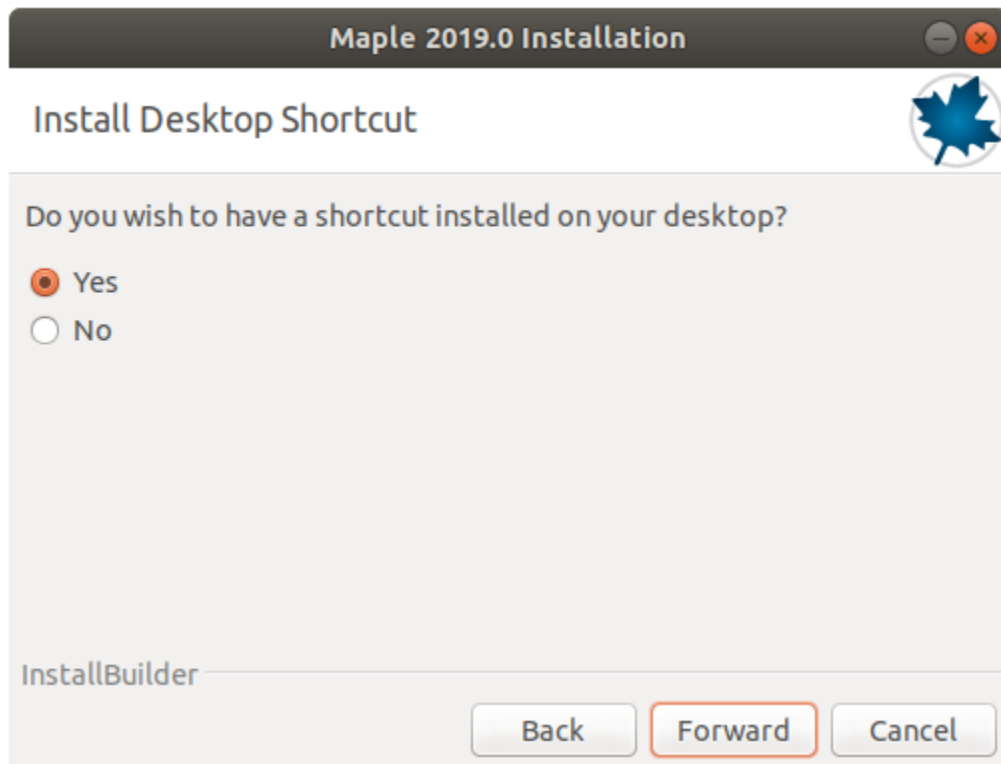 Maple 2019.0 Installation
Install Desktop Shortcut
Do you wish to have a shortcut installed on your desktop?
Yes
No
InstallBuilder
Back Forward Cancel